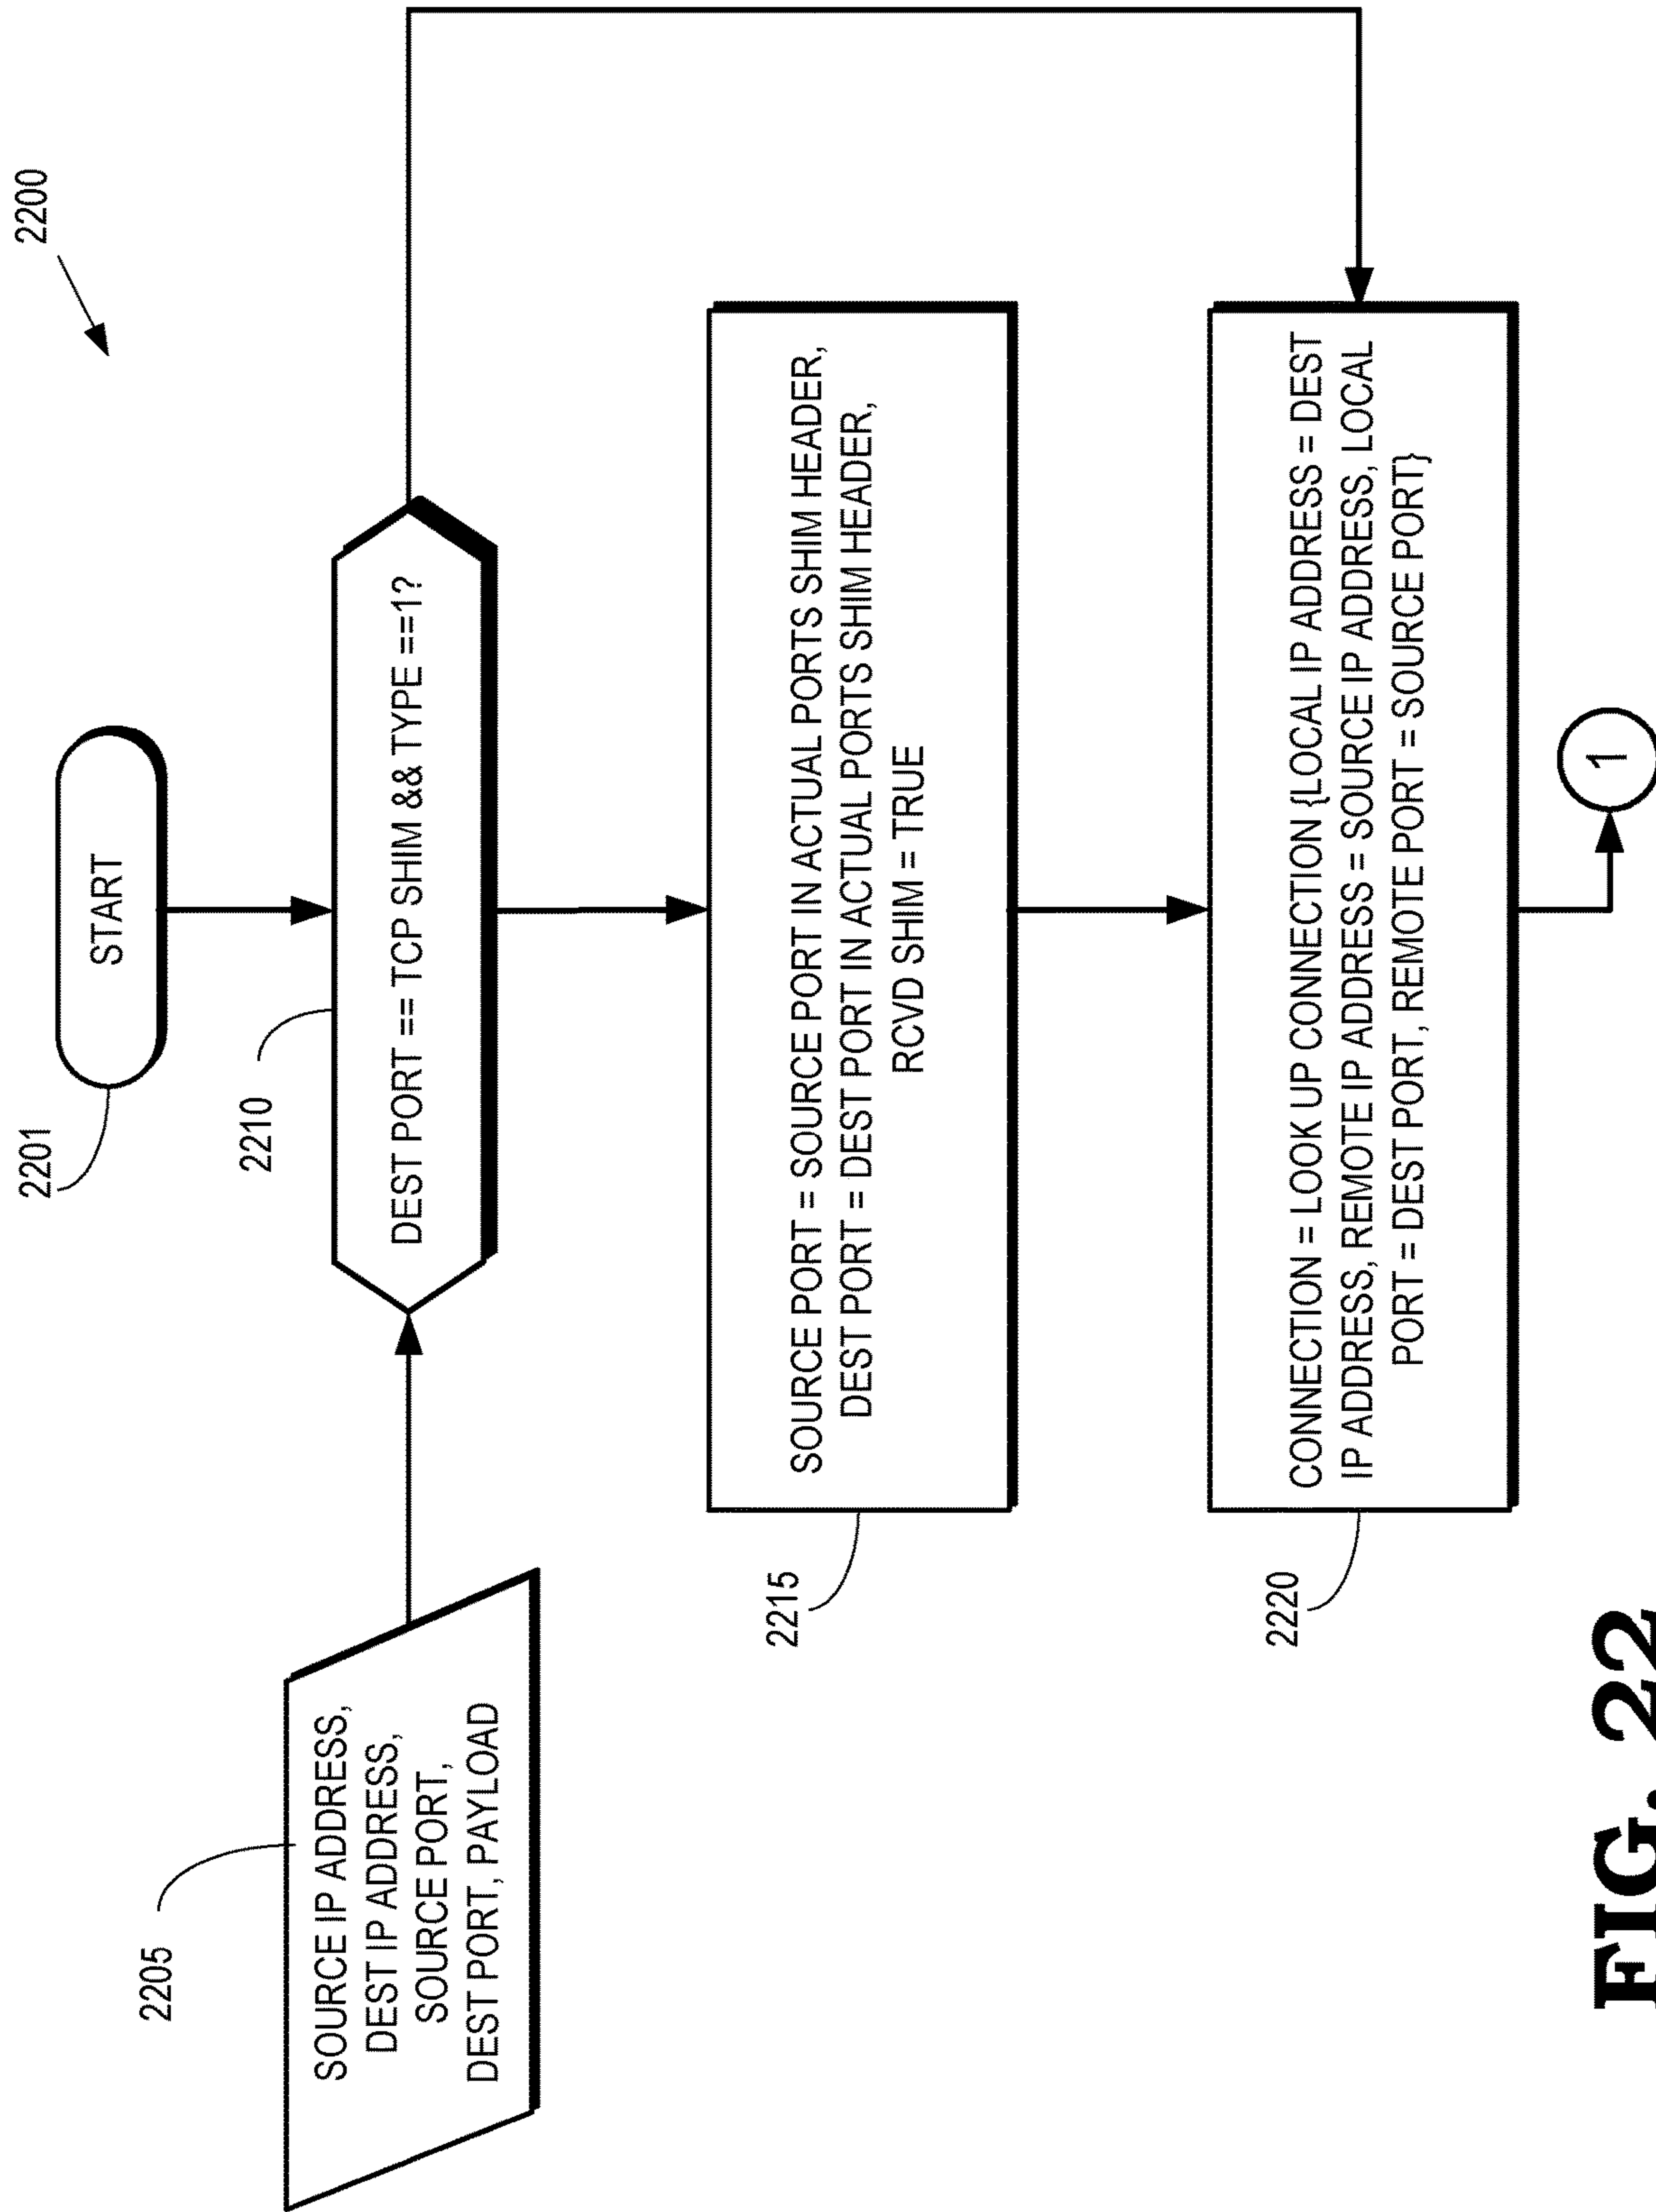 2200
2201
START
2205
SOURCE IP ADDRESS,
DEST IP ADDRESS,
SOURCE PORT,
DEST PORT, PAYLOAD
2210
DEST PORT == TCP SHIM && TYPE ==1?
2215
SOURCE PORT = SOURCE PORT IN ACTUAL PORTS SHIM HEADER,
DEST PORT = DEST PORT IN ACTUAL PORTS SHIM HEADER,
RCVD SHIM = TRUE
2220
CONNECTION = LOOK UP CONNECTION {LOCAL IP ADDRESS = DEST
IP ADDRESS, REMOTE IP ADDRESS = SOURCE IP ADDRESS, LOCAL
PORT = DEST PORT, REMOTE PORT = SOURCE PORT}
1
FIG. 22